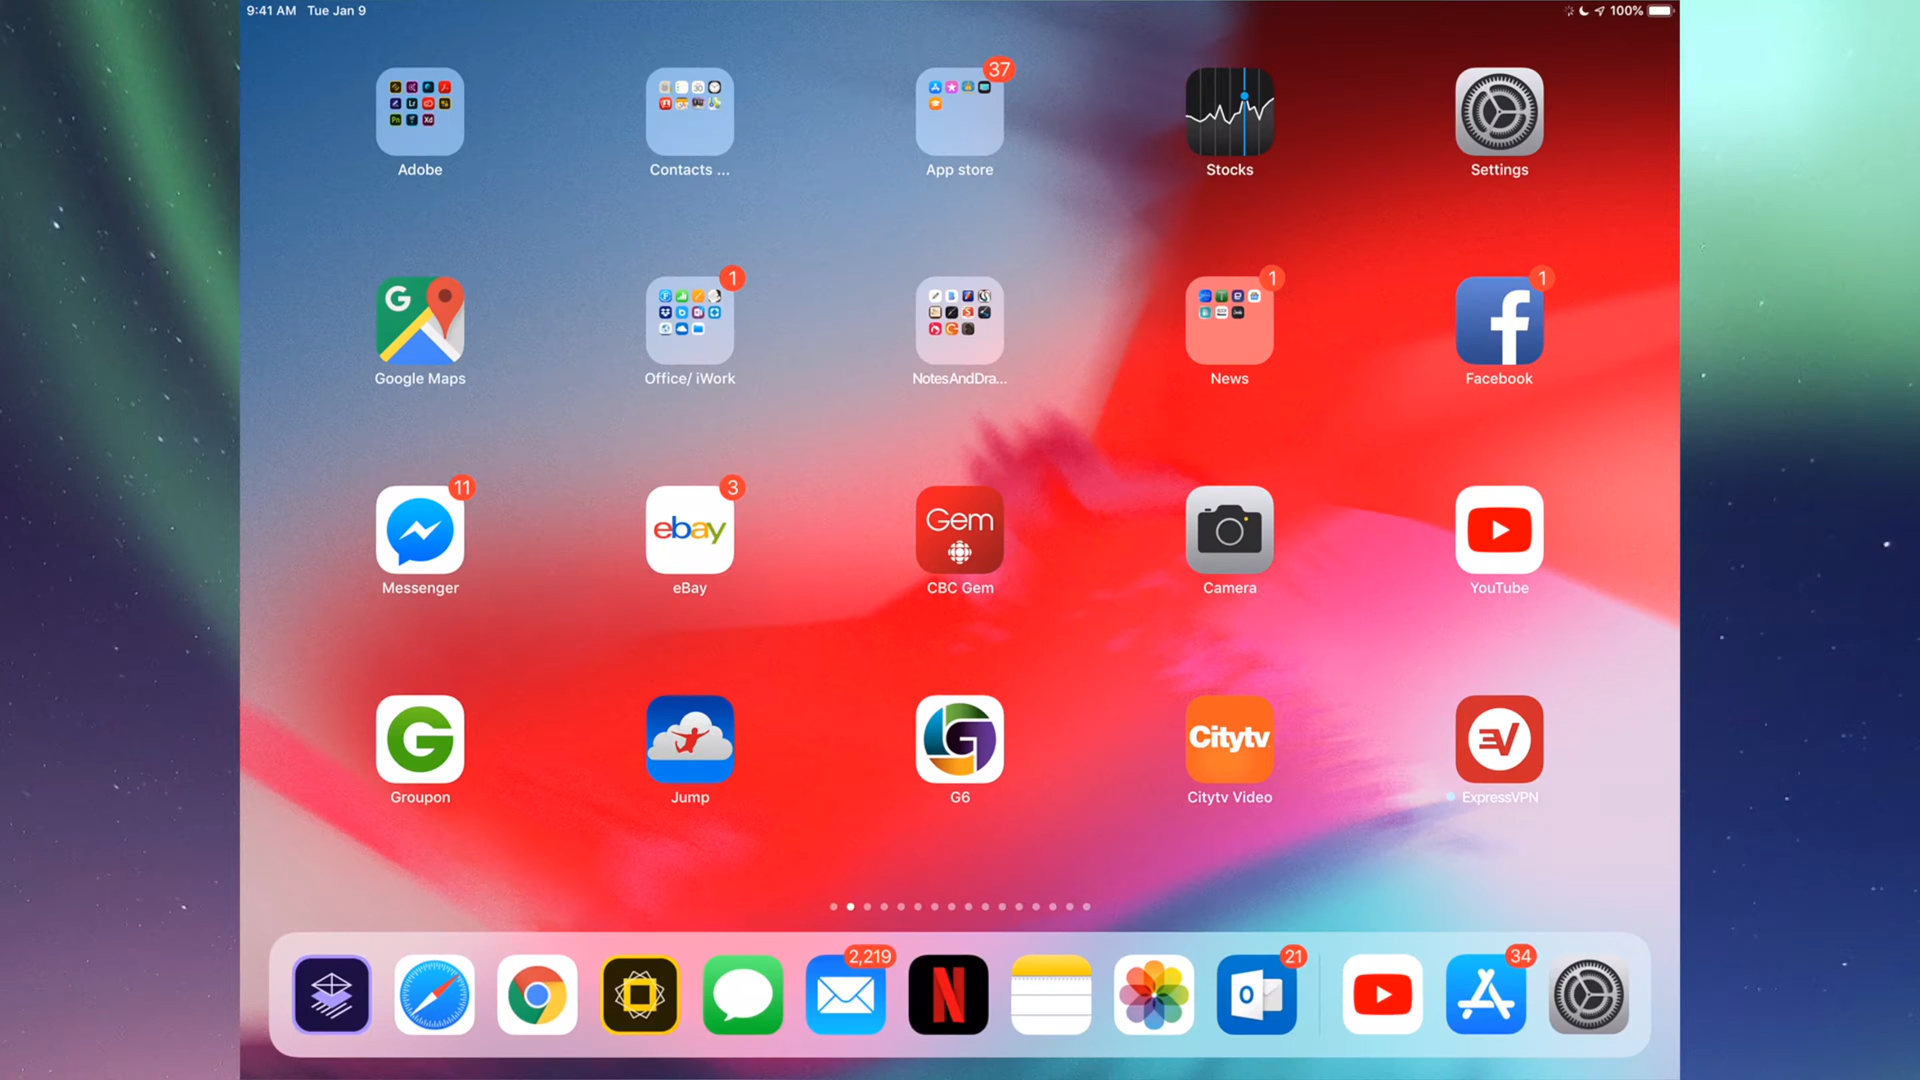 9:41 AM Tue Jan 9
100%
37
Adobe
Contacts ...
App store
Stocks
Settings
1
1
1
Google Maps
Office/ iWork
NotesAndDra...
News
Facebook
11
3
ebay
Gem
Messenger
eBay
CBC Gem
Camera
YouTube
Citytv
Groupon
Jump
G6
Citytv Video
ExpressVPN
2,219
21
34